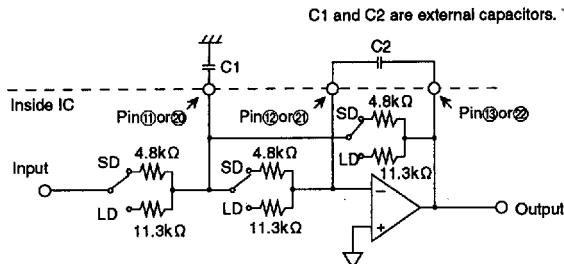 C1 and C2 are external capacitors.
C1
C2
Inside IC
Pin⑪or⑳
Pin⑫or㉑
SD
4.8kΩ
Pin⑬or㉒
Input
SD
4.8kΩ
SD
4.8kΩ
LD
11.3kΩ
LD
11.3kΩ
LD
11.3kΩ
−
+
Output